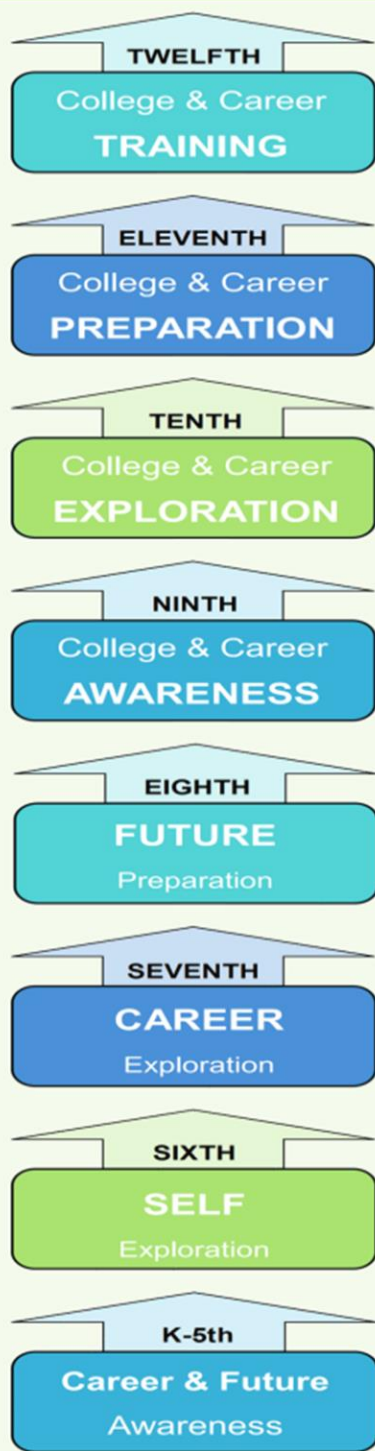 TWELFTH
College & Career
TRAINING
ELEVENTH
College & Career
PREPARATION
TENTH
College & Career
EXPLORATION
NINTH
College & Career
AWARENESS
EIGHTH
FUTURE
Preparation
SEVENTH
CAREER
Exploration
SIXTH
SELF
Exploration
K-5th
Career & Future
Awareness